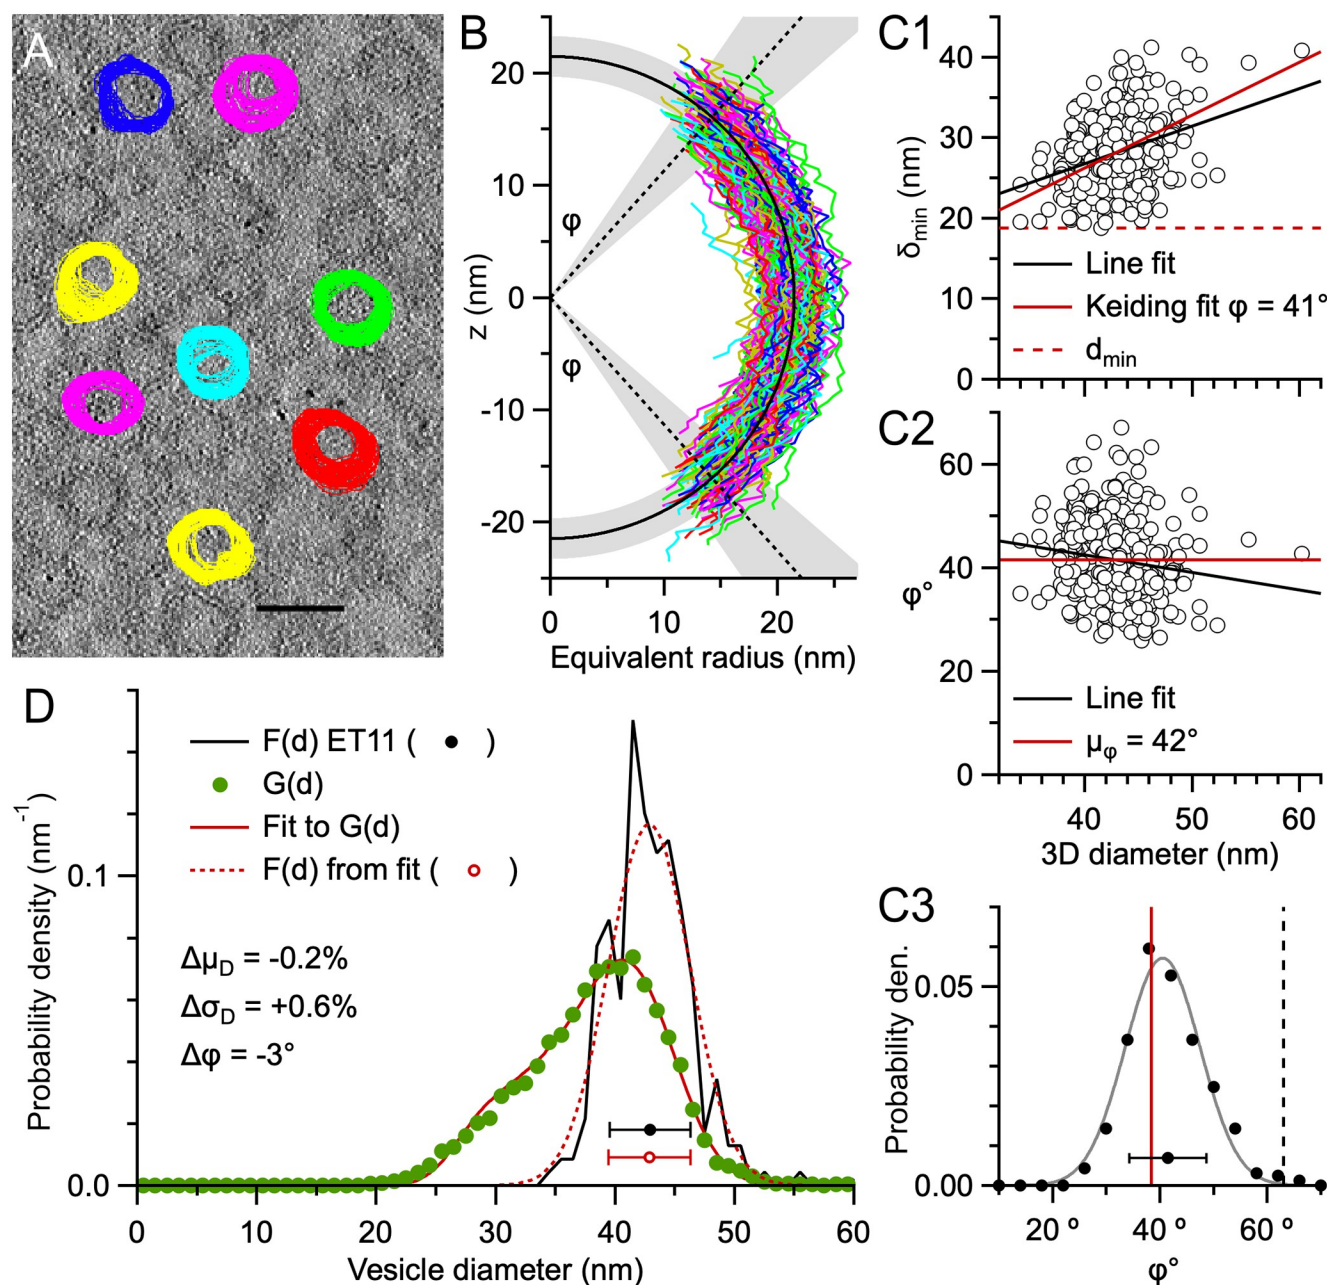 A
B
z (nm)
20
10
0
-10
-20
φ
φ
0
10
20
Equivalent radius (nm)
C1
δmin (nm)
40
30
20
10
0
Line fit
Keiding fit φ = 41°
dmin
C2
φ°
60
40
20
0
Line fit
μφ = 42°
40
50
60
3D diameter (nm)
D
Probability density (nm-1)
0.1
0.0
F(d) ET11 ( ● )
G(d)
Fit to G(d)
F(d) from fit ( ○ )
ΔμD = -0.2%
ΔσD = +0.6%
Δφ = -3°
0
10
20
30
40
50
60
Vesicle diameter (nm)
C3
Probability den.
0.05
0.00
20 °
40 °
60 °
φ°